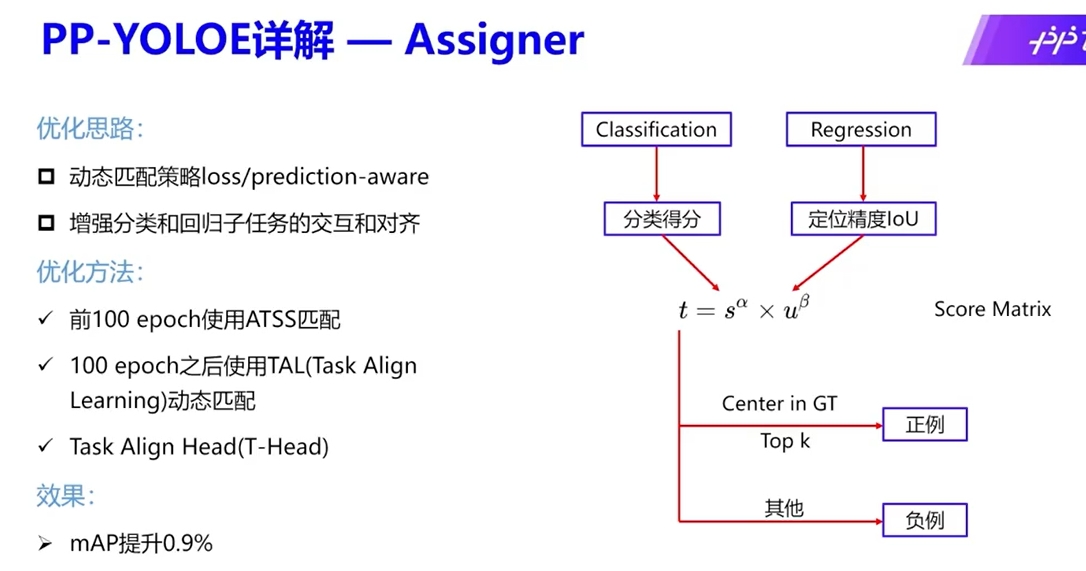 PP-YOLOE详解 — Assigner
优化思路：
动态匹配策略loss/prediction-aware
增强分类和回归子任务的交互和对齐
优化方法：
前100 epoch使用ATSS匹配
100 epoch之后使用TAL(Task Align
Learning)动态匹配
Task Align Head(T-Head)
效果：
mAP提升0.9%
Classification
Regression
分类得分
定位精度IoU
t = s^α × u^β
Score Matrix
Center in GT
Top k
正例
其他
负例